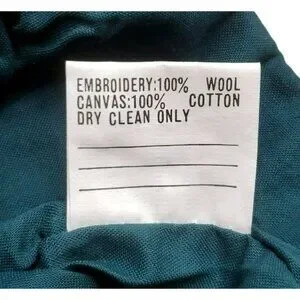 EMBROIDERY:100% WOOL
CANVAS:100% COTTON
DRY CLEAN ONLY